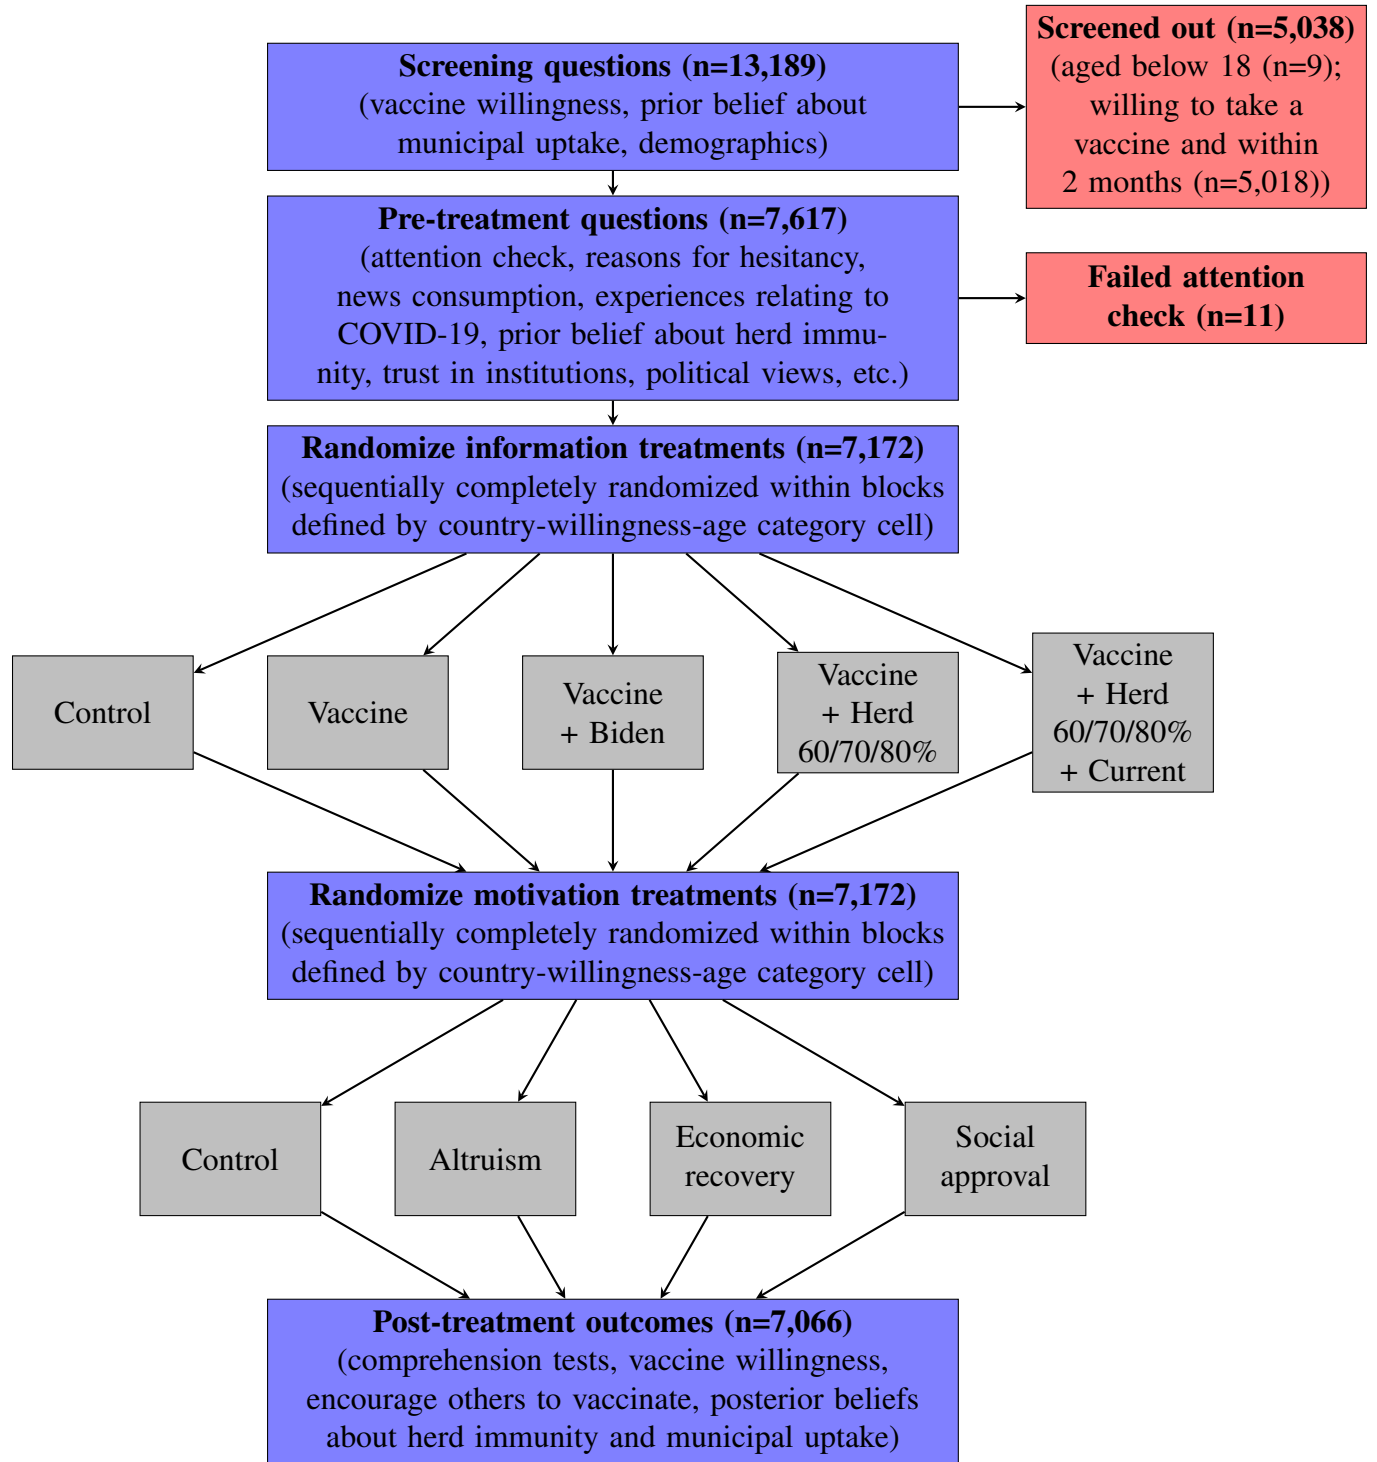 Screening questions (n=13,189)
(vaccine willingness, prior belief about
municipal uptake, demographics)
Screened out (n=5,038)
(aged below 18 (n=9);
willing to take a
vaccine and within
2 months (n=5,018))
Pre-treatment questions (n=7,617)
(attention check, reasons for hesitancy,
news consumption, experiences relating to
COVID-19, prior belief about herd immu-
nity, trust in institutions, political views, etc.)
Failed attention
check (n=11)
Randomize information treatments (n=7,172)
(sequentially completely randomized within blocks
defined by country-willingness-age category cell)
Control
Vaccine
Vaccine
+ Biden
Vaccine
+ Herd
60/70/80%
Vaccine
+ Herd
60/70/80%
+ Current
Randomize motivation treatments (n=7,172)
(sequentially completely randomized within blocks
defined by country-willingness-age category cell)
Control
Altruism
Economic
recovery
Social
approval
Post-treatment outcomes (n=7,066)
(comprehension tests, vaccine willingness,
encourage others to vaccinate, posterior beliefs
about herd immunity and municipal uptake)